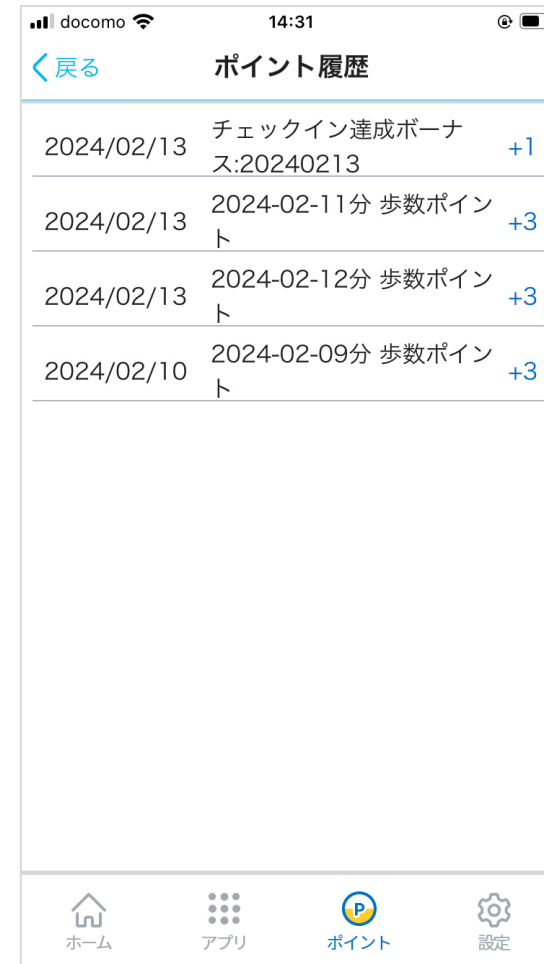 docomo 14:31
戻る ポイント履歴
2024/02/13 チェックイン達成ボーナ +1
ス:20240213
2024/02/13 2024-02-11分 歩数ポイン +3
ト
2024/02/13 2024-02-12分 歩数ポイン +3
ト
2024/02/10 2024-02-09分 歩数ポイン +3
ト
P
ホーム アプリ ポイント 設定